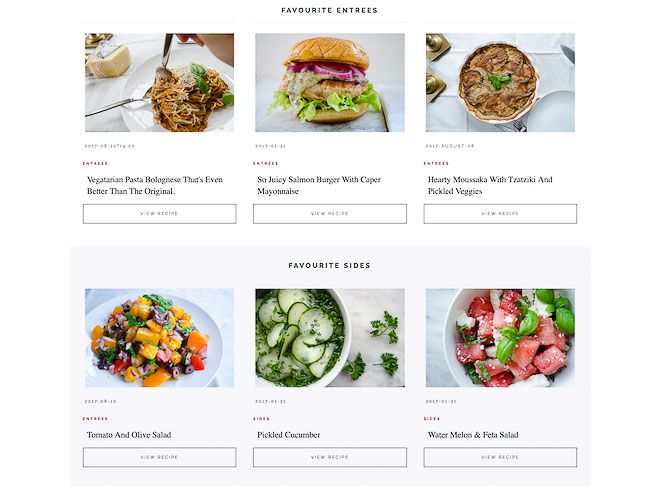 FAVOURITE ENTREES
2017-08-10T19:00
2017-01-31
2017-AUGUST-08
ENTREES
ENTREES
ENTREES
Vegatarian Pasta Bolognese That's Even
Better Than The Original.
So Juicy Salmon Burger With Caper
Mayonnaise
Hearty Moussaka With Tzatziki And
Pickled Veggies
VIEW RECIPE
VIEW RECIPE
VIEW RECIPE
FAVOURITE SIDES
2017-08-10
2017-01-31
2017-01-31
ENTREES
SIDES
SIDES
Tomato And Olive Salad
Pickled Cucumber
Water Melon & Feta Salad
VIEW RECIPE
VIEW RECIPE
VIEW RECIPE